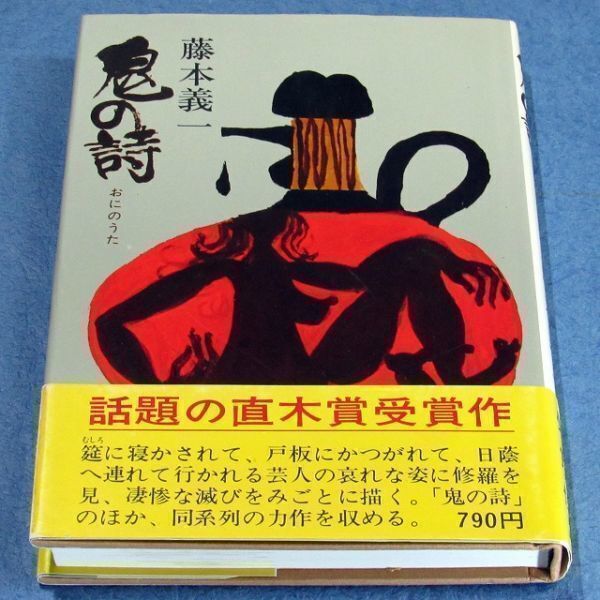 藤本義一
鬼の詩
おにのうた
話題の直木賞受賞作
むしろ
筵に寝かされて、戸板にかつがれて、日蔭
へ連れて行かれる芸人の哀れな姿に修羅を
見、凄惨な滅びをみごとに描く。「鬼の詩」
のほか、同系列の力作を収める。 790円